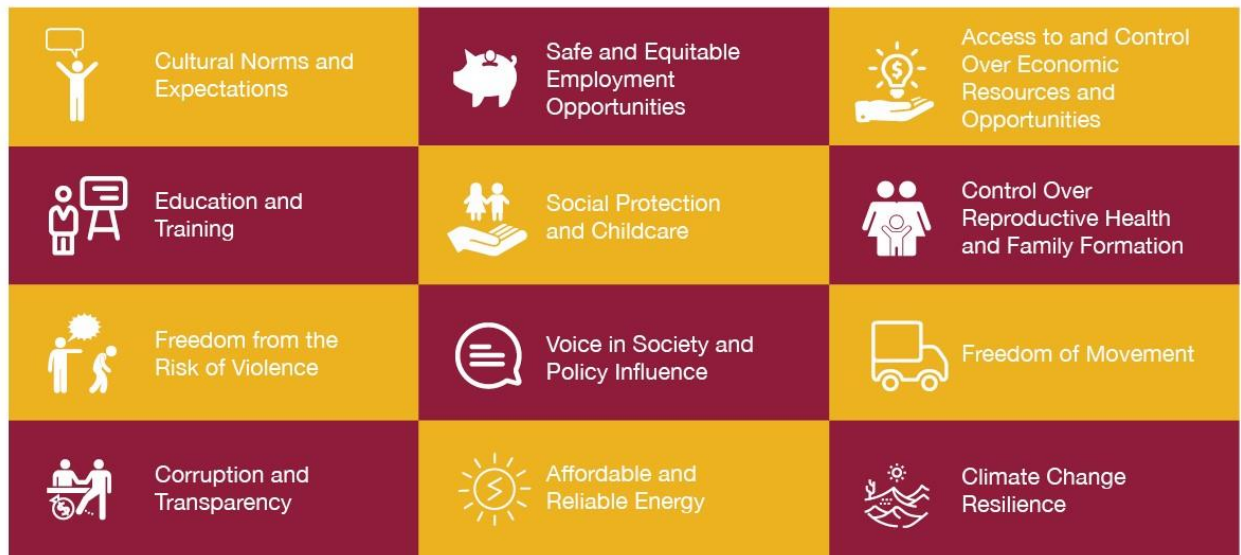 Cultural Norms and
Expectations
Safe and Equitable
Employment
Opportunities
Access to and Control
Over Economic
Resources and
Opportunities
Education and
Training
Social Protection
and Childcare
Control Over
Reproductive Health
and Family Formation
Freedom from the
Risk of Violence
Voice in Society and
Policy Influence
Freedom of Movement
Corruption and
Transparency
Affordable and
Reliable Energy
Climate Change
Resilience